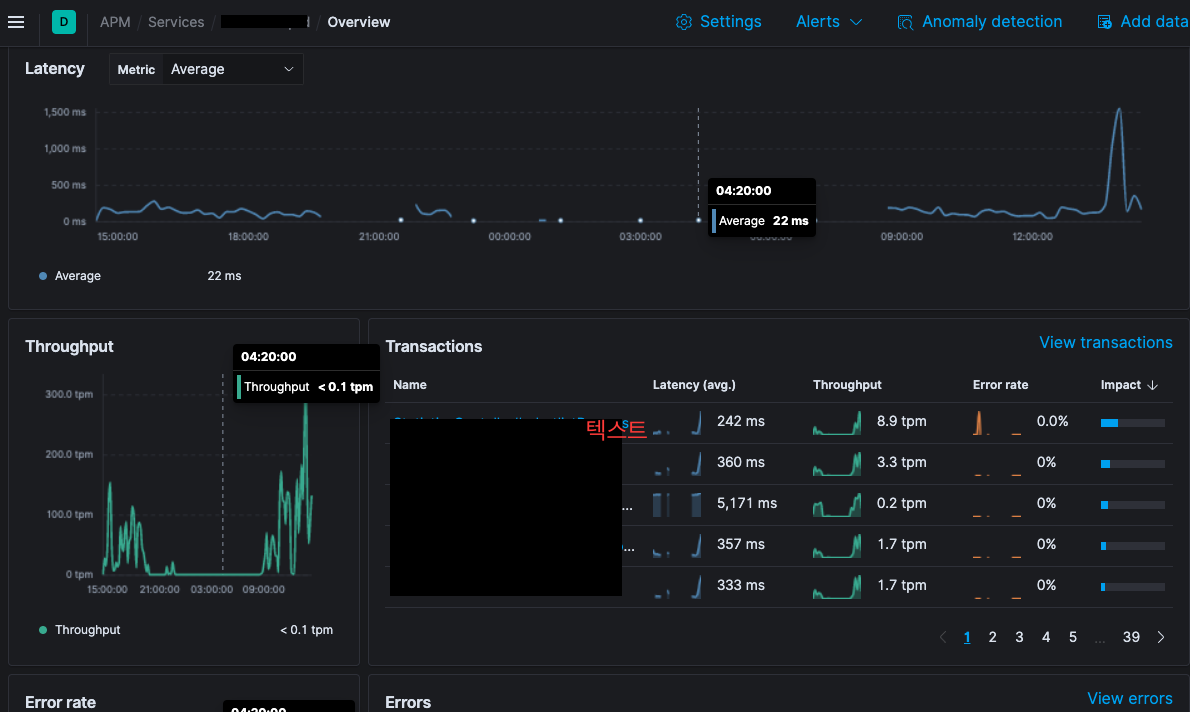 D APM / Services / Overview Settings Alerts Anomaly detection Add data
Latency Metric Average
1,500 ms
1,000 ms
500 ms
0 ms
04:20:00
Average 22 ms
15:00:00 18:00:00 21:00:00 00:00:00 03:00:00 06:00:00 09:00:00 12:00:00
Average 22 ms
Throughput
04:20:00
Throughput < 0.1 tpm
300.0 tpm
200.0 tpm
100.0 tpm
0 tpm
15:00:00 21:00:00 03:00:00 09:00:00
Throughput < 0.1 tpm
Transactions View transactions
Name Latency (avg.) Throughput Error rate Impact
텍스트 242 ms 8.9 tpm 0.0%
360 ms 3.3 tpm 0%
... 5,171 ms 0.2 tpm 0%
... 357 ms 1.7 tpm 0%
333 ms 1.7 tpm 0%
1 2 3 4 5 ... 39
Error rate
04:20:00
Errors View errors